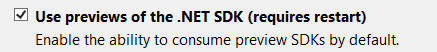 Use previews of the .NET SDK (requires restart)
Enable the ability to consume preview SDKs by default.